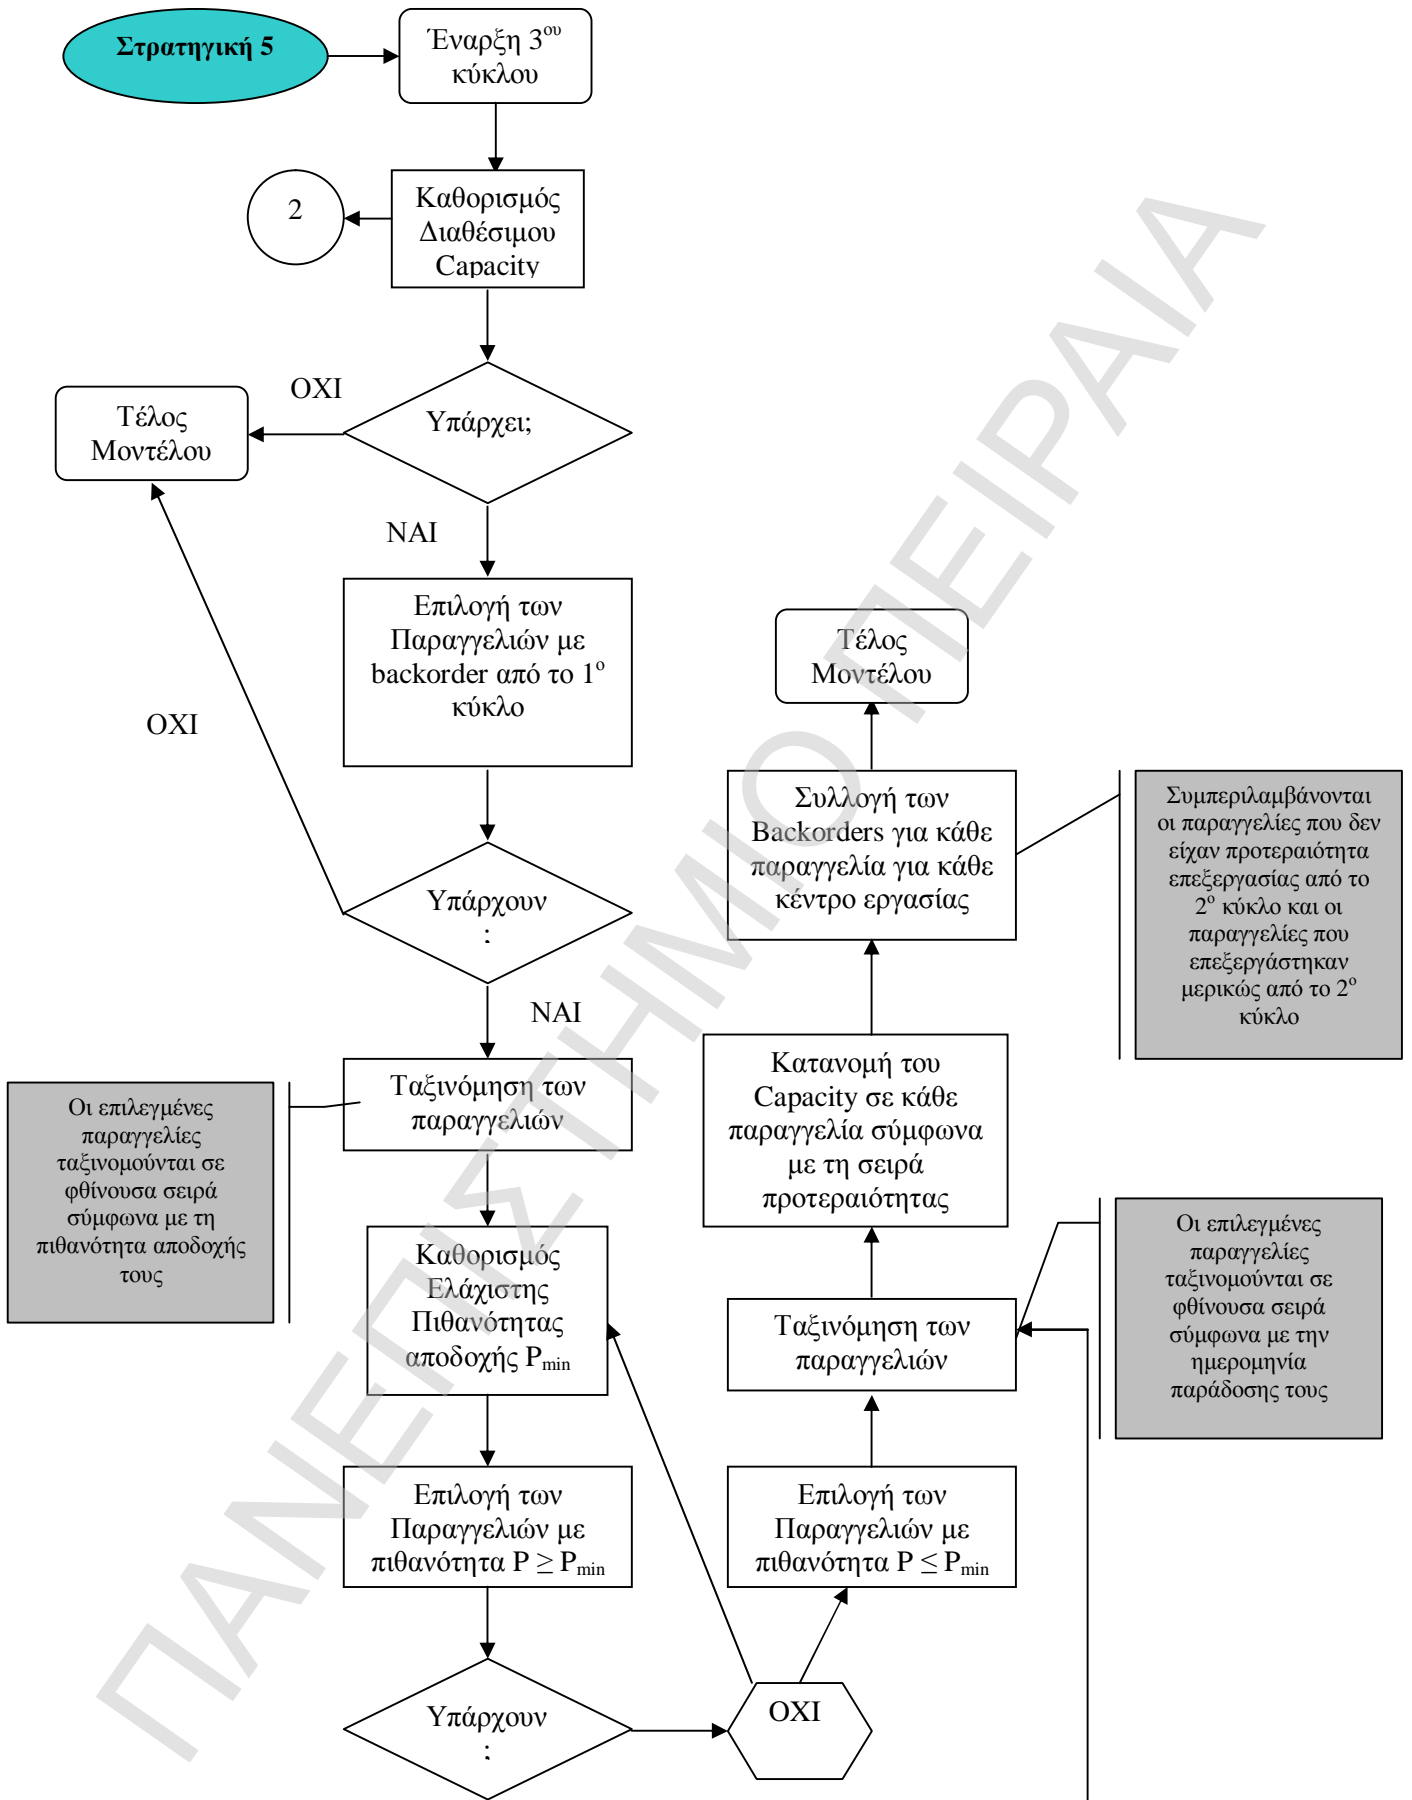 Στρατηγική 5
Έναρξη 3ου
κύκλου
2
Καθορισμός
Διαθέσιμου
Capacity
ΟΧΙ
Υπάρχει;
Τέλος
Μοντέλου
ΝΑΙ
Επιλογή των
Παραγγελιών με
backorder από το 1ο
κύκλο
ΟΧΙ
Υπάρχουν
;
ΝΑΙ
Ταξινόμηση των
παραγγελιών
Οι επιλεγμένες
παραγγελίες
ταξινομούνται σε
φθίνουσα σειρά
σύμφωνα με τη
πιθανότητα αποδοχής
τους
Καθορισμός
Ελάχιστης
Πιθανότητας
αποδοχής Pmin
Επιλογή των
Παραγγελιών με
πιθανότητα P ≥ Pmin
Υπάρχουν
;
ΟΧΙ
Επιλογή των
Παραγγελιών με
πιθανότητα P ≤ Pmin
Ταξινόμηση των
παραγγελιών
Οι επιλεγμένες
παραγγελίες
ταξινομούνται σε
φθίνουσα σειρά
σύμφωνα με την
ημερομηνία
παράδοσης τους
Κατανομή του
Capacity σε κάθε
παραγγελία σύμφωνα
με τη σειρά
προτεραιότητας
Συλλογή των
Backorders για κάθε
παραγγελία για κάθε
κέντρο εργασίας
Συμπεριλαμβάνονται
οι παραγγελίες που δεν
είχαν προτεραιότητα
επεξεργασίας από το
2ο κύκλο και οι
παραγγελίες που
επεξεργάστηκαν
μερικώς από το 2ο
κύκλο
Τέλος
Μοντέλου
ΠΑΝΕΠΙΣΤΗΜΙΟ ΠΕΙΡΑΙΑ